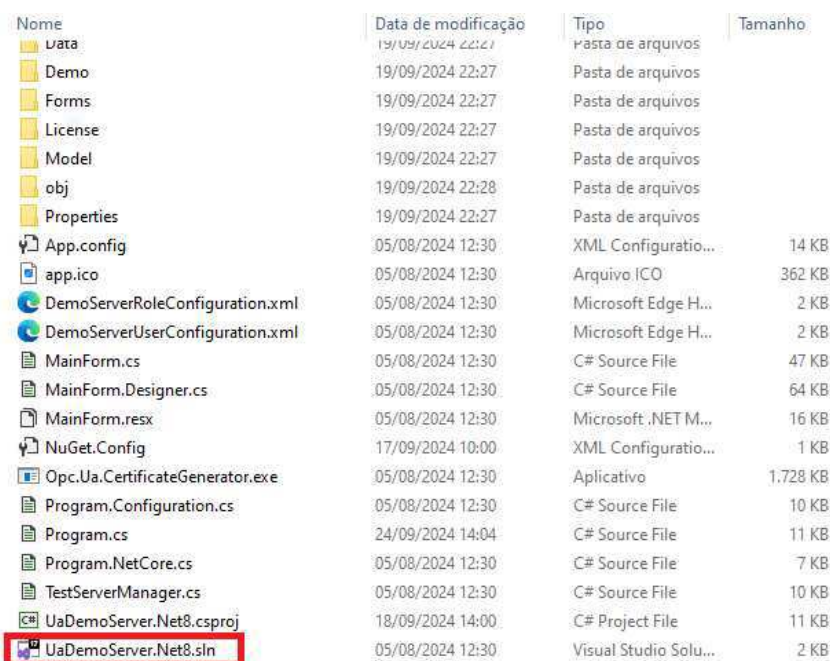 Nome Data de modificação Tipo Tamanho
Data 19/09/2024 22:27 Pasta de arquivos
Demo 19/09/2024 22:27 Pasta de arquivos
Forms 19/09/2024 22:27 Pasta de arquivos
License 19/09/2024 22:27 Pasta de arquivos
Model 19/09/2024 22:27 Pasta de arquivos
obj 19/09/2024 22:28 Pasta de arquivos
Properties 19/09/2024 22:27 Pasta de arquivos
App.config 05/08/2024 12:30 XML Configuratio... 14 KB
app.ico 05/08/2024 12:30 Arquivo ICO 362 KB
DemoServerRoleConfiguration.xml 05/08/2024 12:30 Microsoft Edge H... 2 KB
DemoServerUserConfiguration.xml 05/08/2024 12:30 Microsoft Edge H... 2 KB
MainForm.cs 05/08/2024 12:30 C# Source File 47 KB
MainForm.Designer.cs 05/08/2024 12:30 C# Source File 64 KB
MainForm.resx 05/08/2024 12:30 Microsoft .NET M... 16 KB
NuGet.Config 17/09/2024 10:00 XML Configuratio... 1 KB
Opc.Ua.CertificateGenerator.exe 05/08/2024 12:30 Aplicativo 1.728 KB
Program.Configuration.cs 05/08/2024 12:30 C# Source File 10 KB
Program.cs 24/09/2024 14:04 C# Source File 11 KB
Program.NetCore.cs 05/08/2024 12:30 C# Source File 7 KB
TestServerManager.cs 05/08/2024 12:30 C# Source File 10 KB
UaDemoServer.Net8.csproj 18/09/2024 14:00 C# Project File 11 KB
UaDemoServer.Net8.sln 05/08/2024 12:30 Visual Studio Solu... 2 KB